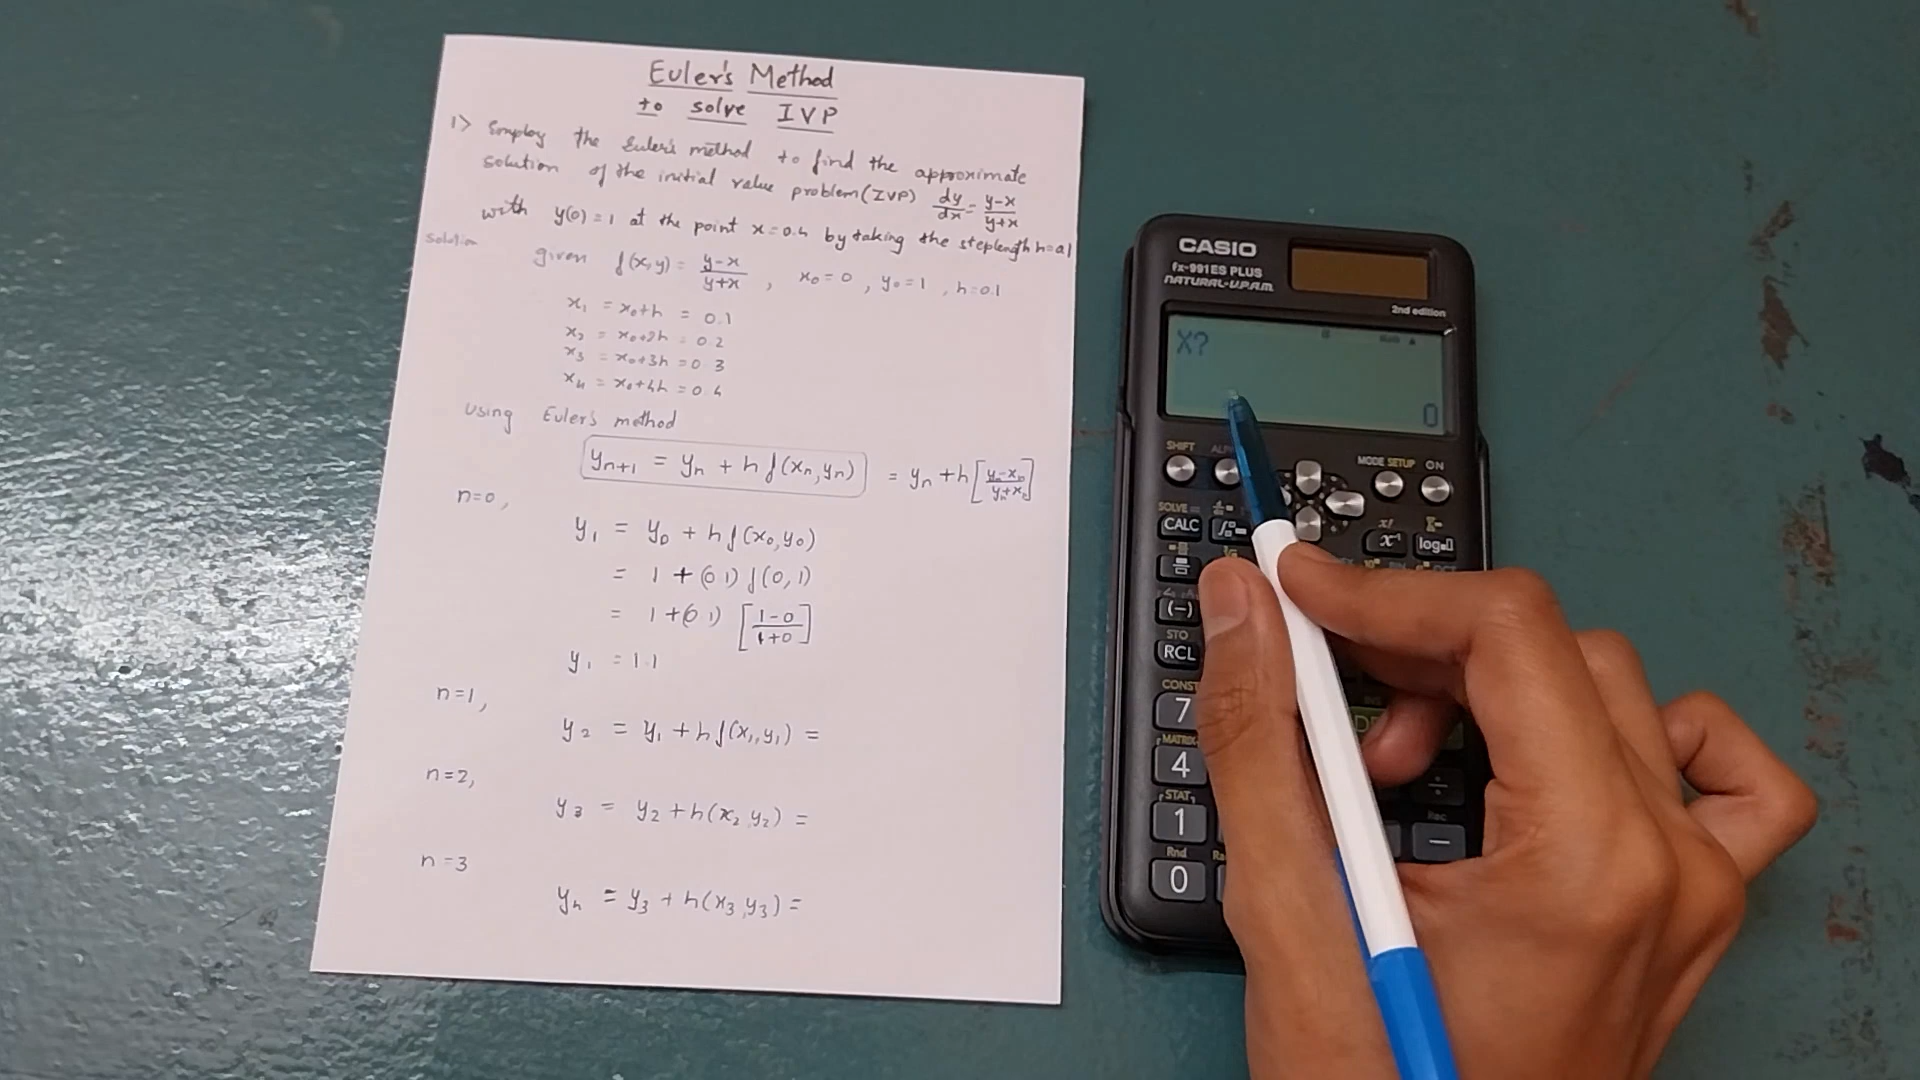 Euler's Method
to solve IVP
1> Employ the Euler's method to find the approximate
solution of the initial value problem (IVP) dy/dx = y-x/y+x
with y(0)=1 at the point x=0.4 by taking the steplength h=0.1
Solution
given f(x,y) = y-x/y+x , x0=0 , y0=1 , h=0.1
x1 = x0+h = 0.1
x2 = x0+2h = 0.2
x3 = x0+3h = 0.3
x4 = x0+4h = 0.4
Using Euler's method
yn+1 = yn + h f(xn,yn) = yn + h[yn-xn/yn+xn]
n=0,
y1 = y0 + h f(x0,y0)
= 1 + (0.1) f(0,1)
= 1 + (0.1) [1-0/1+0]
y1 = 1.1
n=1,
y2 = y1 + h f(x1,y1) =
n=2,
y3 = y2 + h(x2,y2) =
n=3
y4 = y3 + h(x3,y3) =
CASIO
fx-991ES PLUS
NATURAL-V.P.A.M.
2nd edition
X?
0
SHIFT
MODE SETUP ON
SOLVE =
CALC
x!
x⁻¹ log
(-)
STO
RCL
CONST
7
MATRIX
4
STAT
1
Rec
Rnd
0